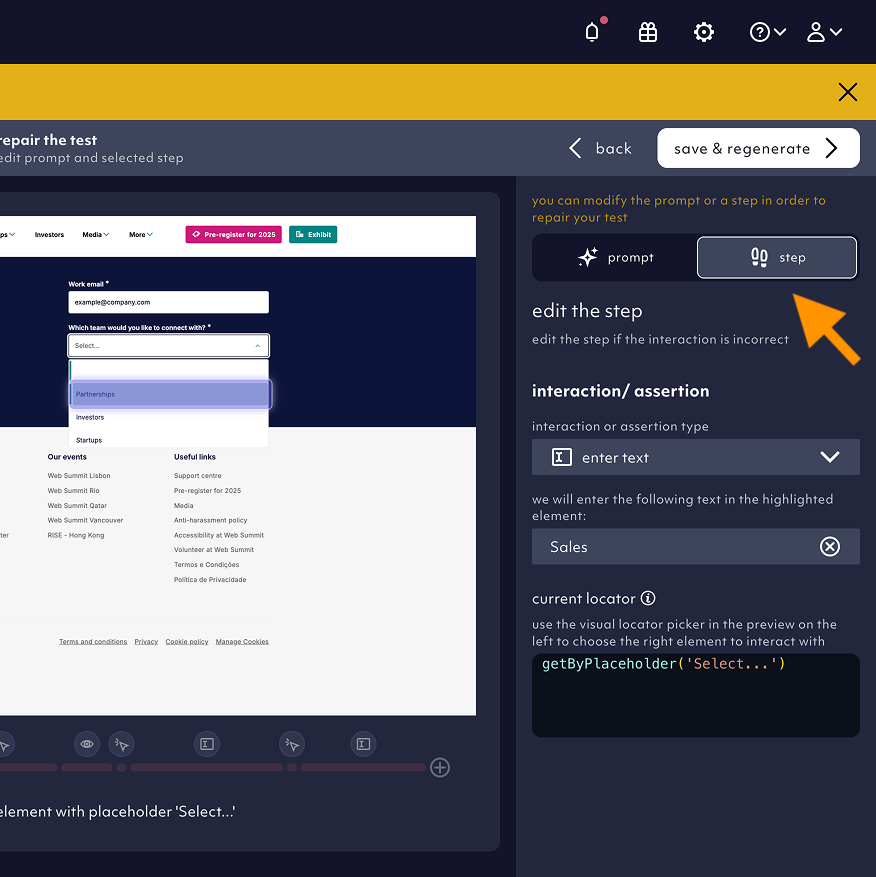 repair the test
edit prompt and selected step
back
save & regenerate
Investors
Media
More
Pre-register for 2025
Exhibit
Work email *
example@company.com
Which team would you like to connect with? *
Select...
Partnerships
Investors
Startups
Our events
Web Summit Lisbon
Web Summit Rio
Web Summit Qatar
Web Summit Vancouver
RISE - Hong Kong
Useful links
Support centre
Pre-register for 2025
Media
Anti-harassment policy
Accessibility at Web Summit
Volunteer at Web Summit
Termos e Condições
Política de Privacidade
Terms and conditions
Privacy
Cookie policy
Manage Cookies
element with placeholder 'Select...'
you can modify the prompt or a step in order to
repair your test
prompt
step
edit the step
edit the step if the interaction is incorrect
interaction/ assertion
interaction or assertion type
enter text
we will enter the following text in the highlighted
element:
Sales
current locator
use the visual locator picker in the preview on the
left to choose the right element to interact with
getByPlaceholder('Select...')